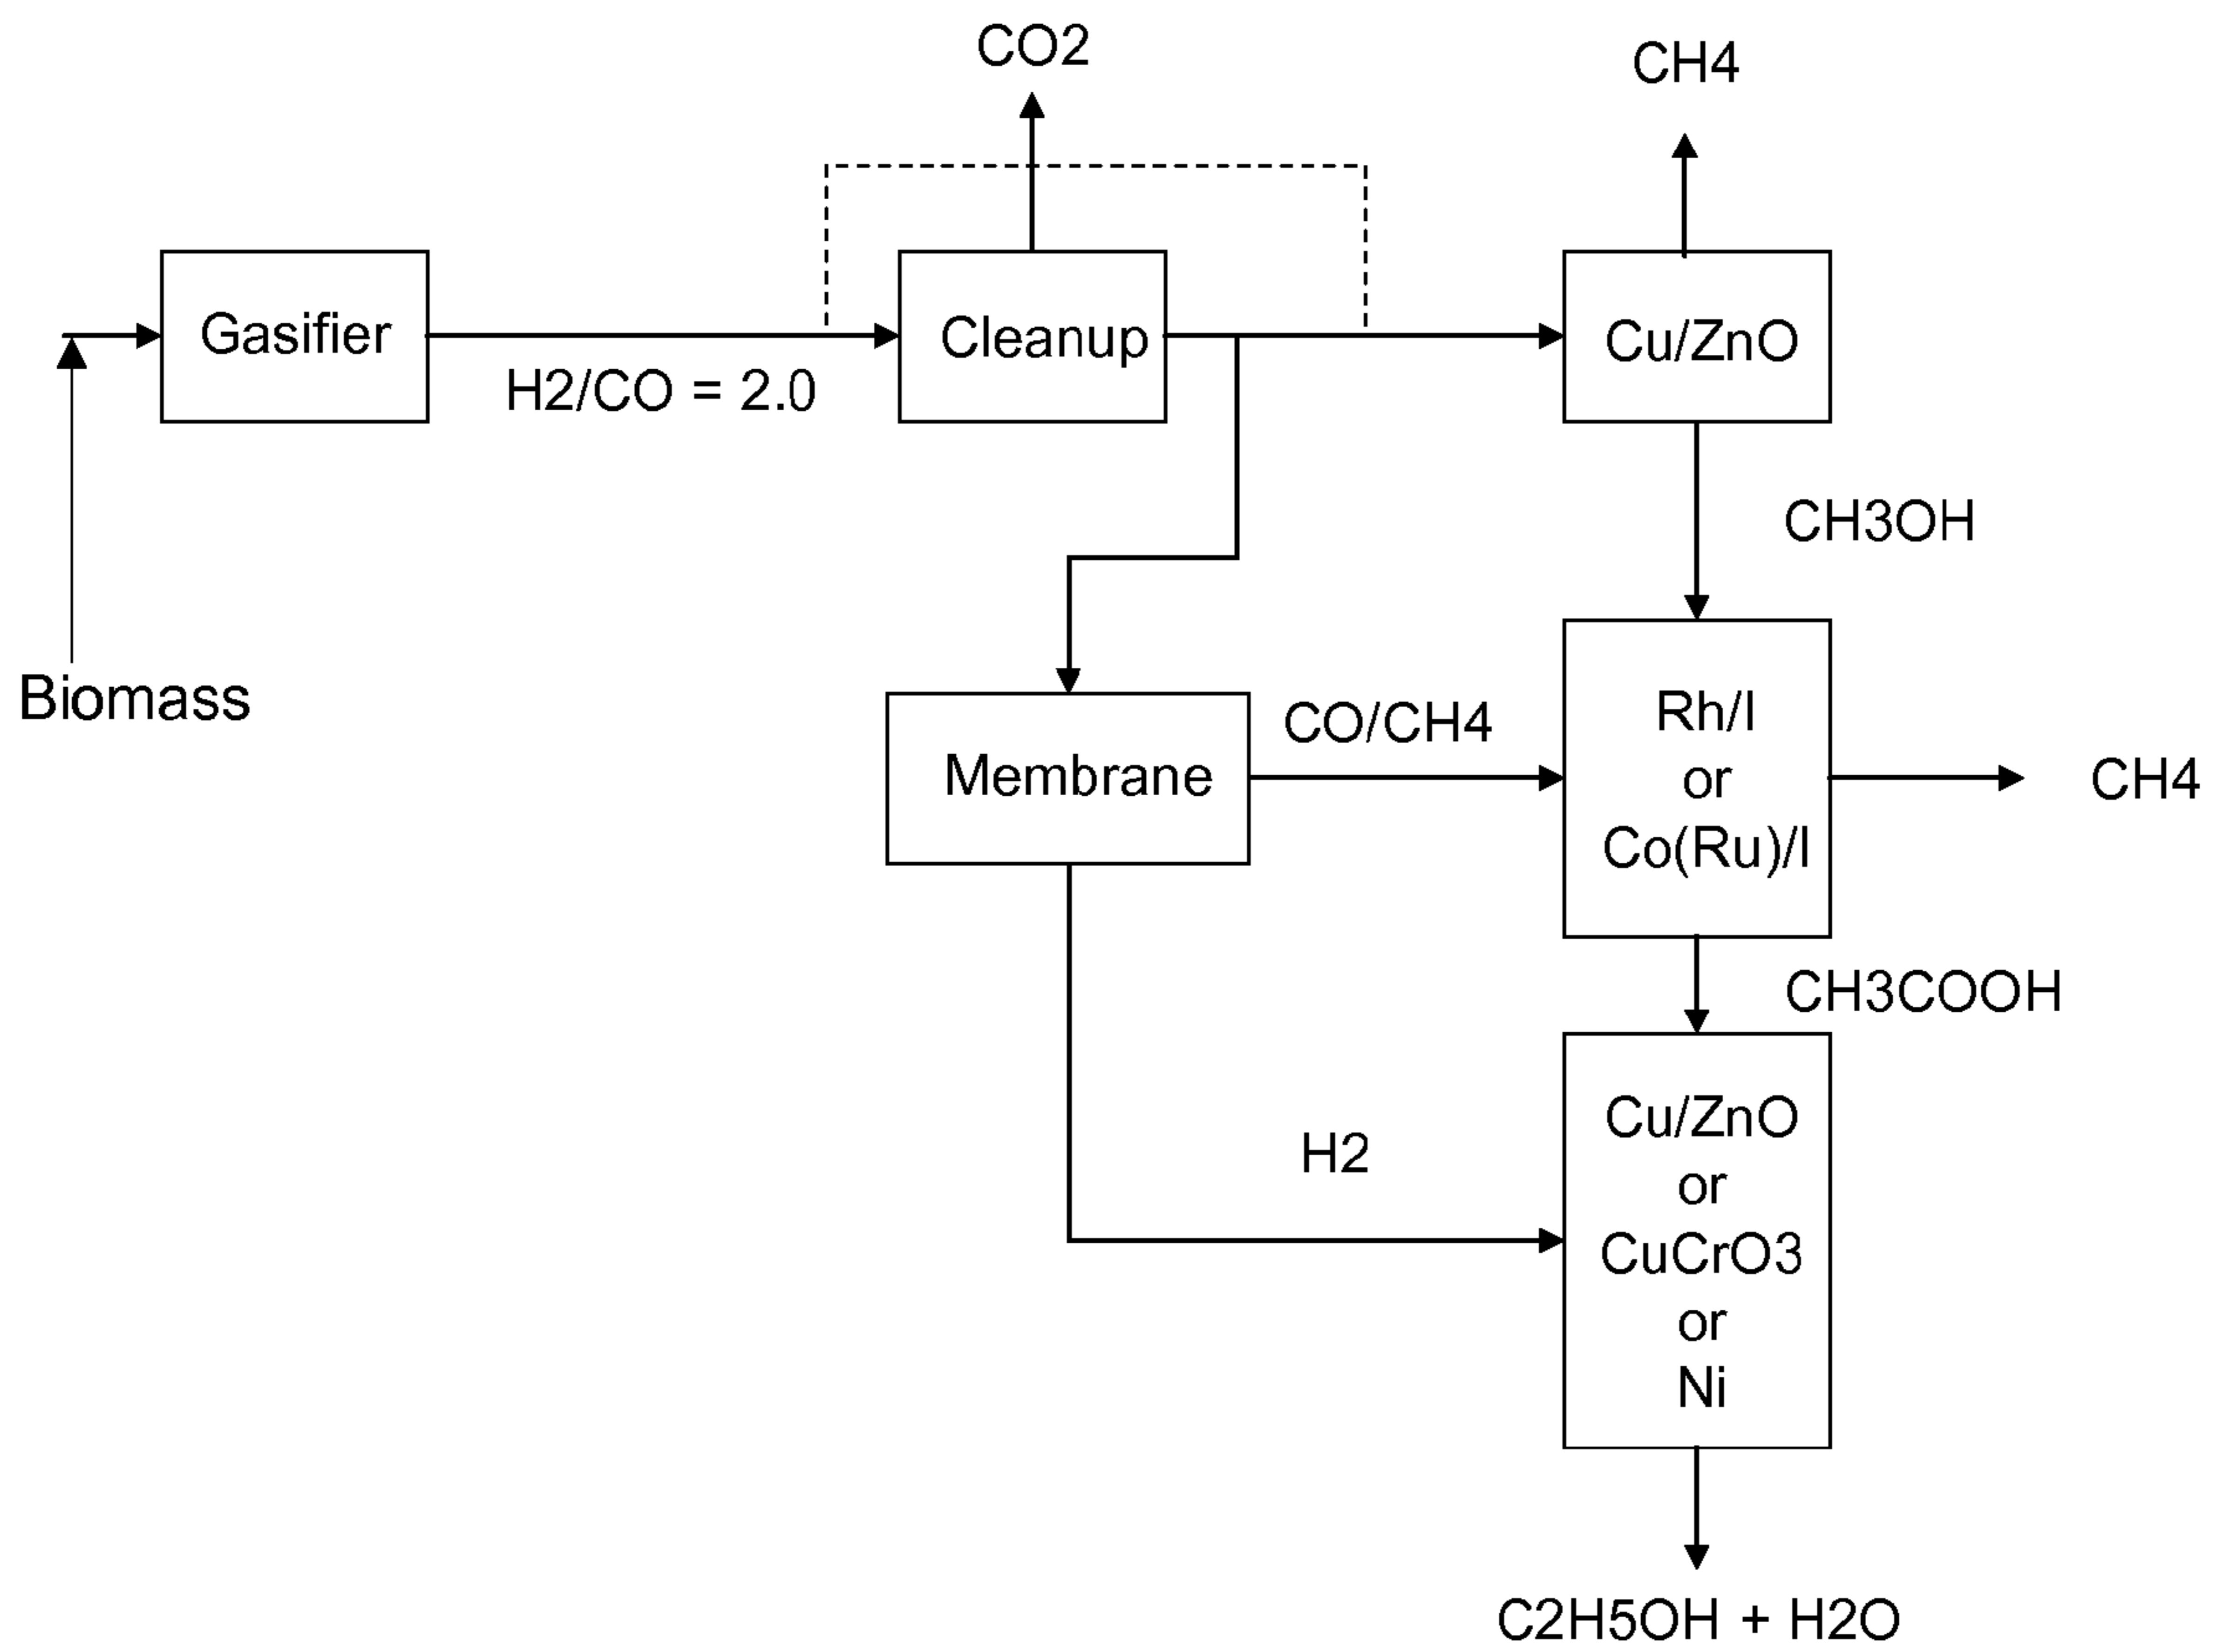 CO2
CH4
Gasifier
H2/CO = 2.0
Cleanup
Cu/ZnO
CH3OH
Biomass
Membrane
CO/CH4
Rh/I
or
Co(Ru)/I
CH4
CH3COOH
H2
Cu/ZnO
or
CuCrO3
or
Ni
C2H5OH + H2O